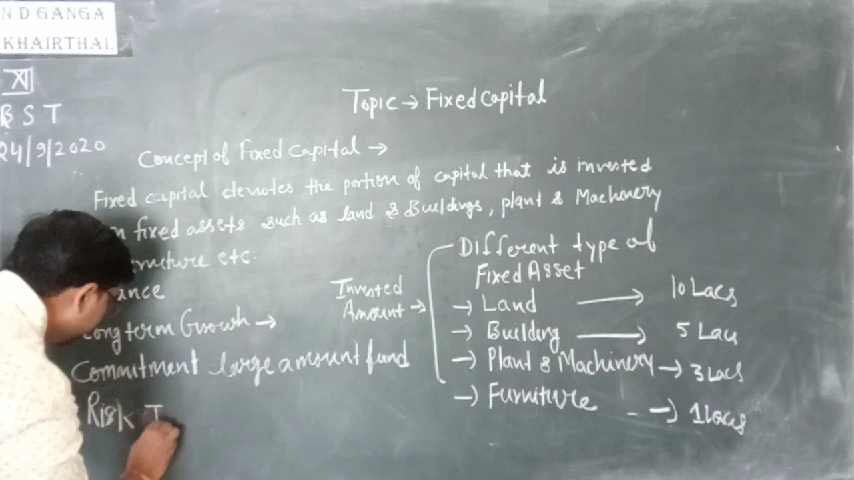 N D GANGA
KHAIRTHAL
XI
B S T
24/9/2020
Topic → Fixed Capital
Concept of Fixed Capital →
Fixed capital denotes the portion of capital that is invested
fixed assets such as land & Buildings, plant & Machinery
etc.
Long term Growth →
Commitment large amount fund
Risk I
Invested
Amount →
Different type of
Fixed Asset
→ Land → 10 Lacs
→ Building → 5 Lacs
→ Plant & Machinery → 3 Lacs
→ Furniture - → 1 Lacs